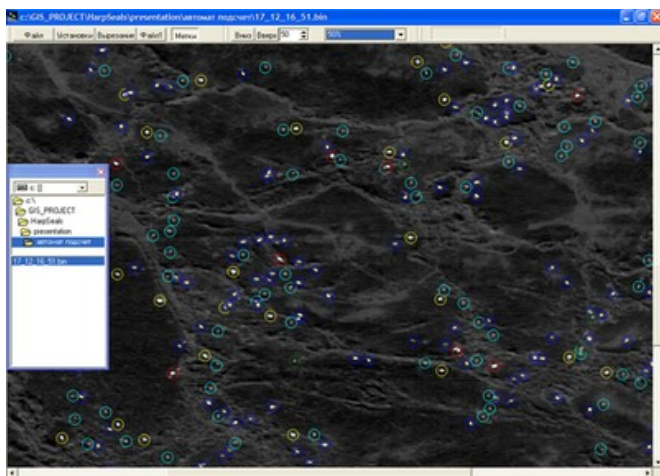 c:\GIS_PROJECT\HarpSeals\presentation\автомат подсчет\17_12_16_51.bin
Файл Установки Вырезание Файл1 Метки Вниз Вверх 50 50%
c: []
c:\
GIS_PROJECT
HarpSeals
presentation
автомат подсчет
17_12_16_51.bin